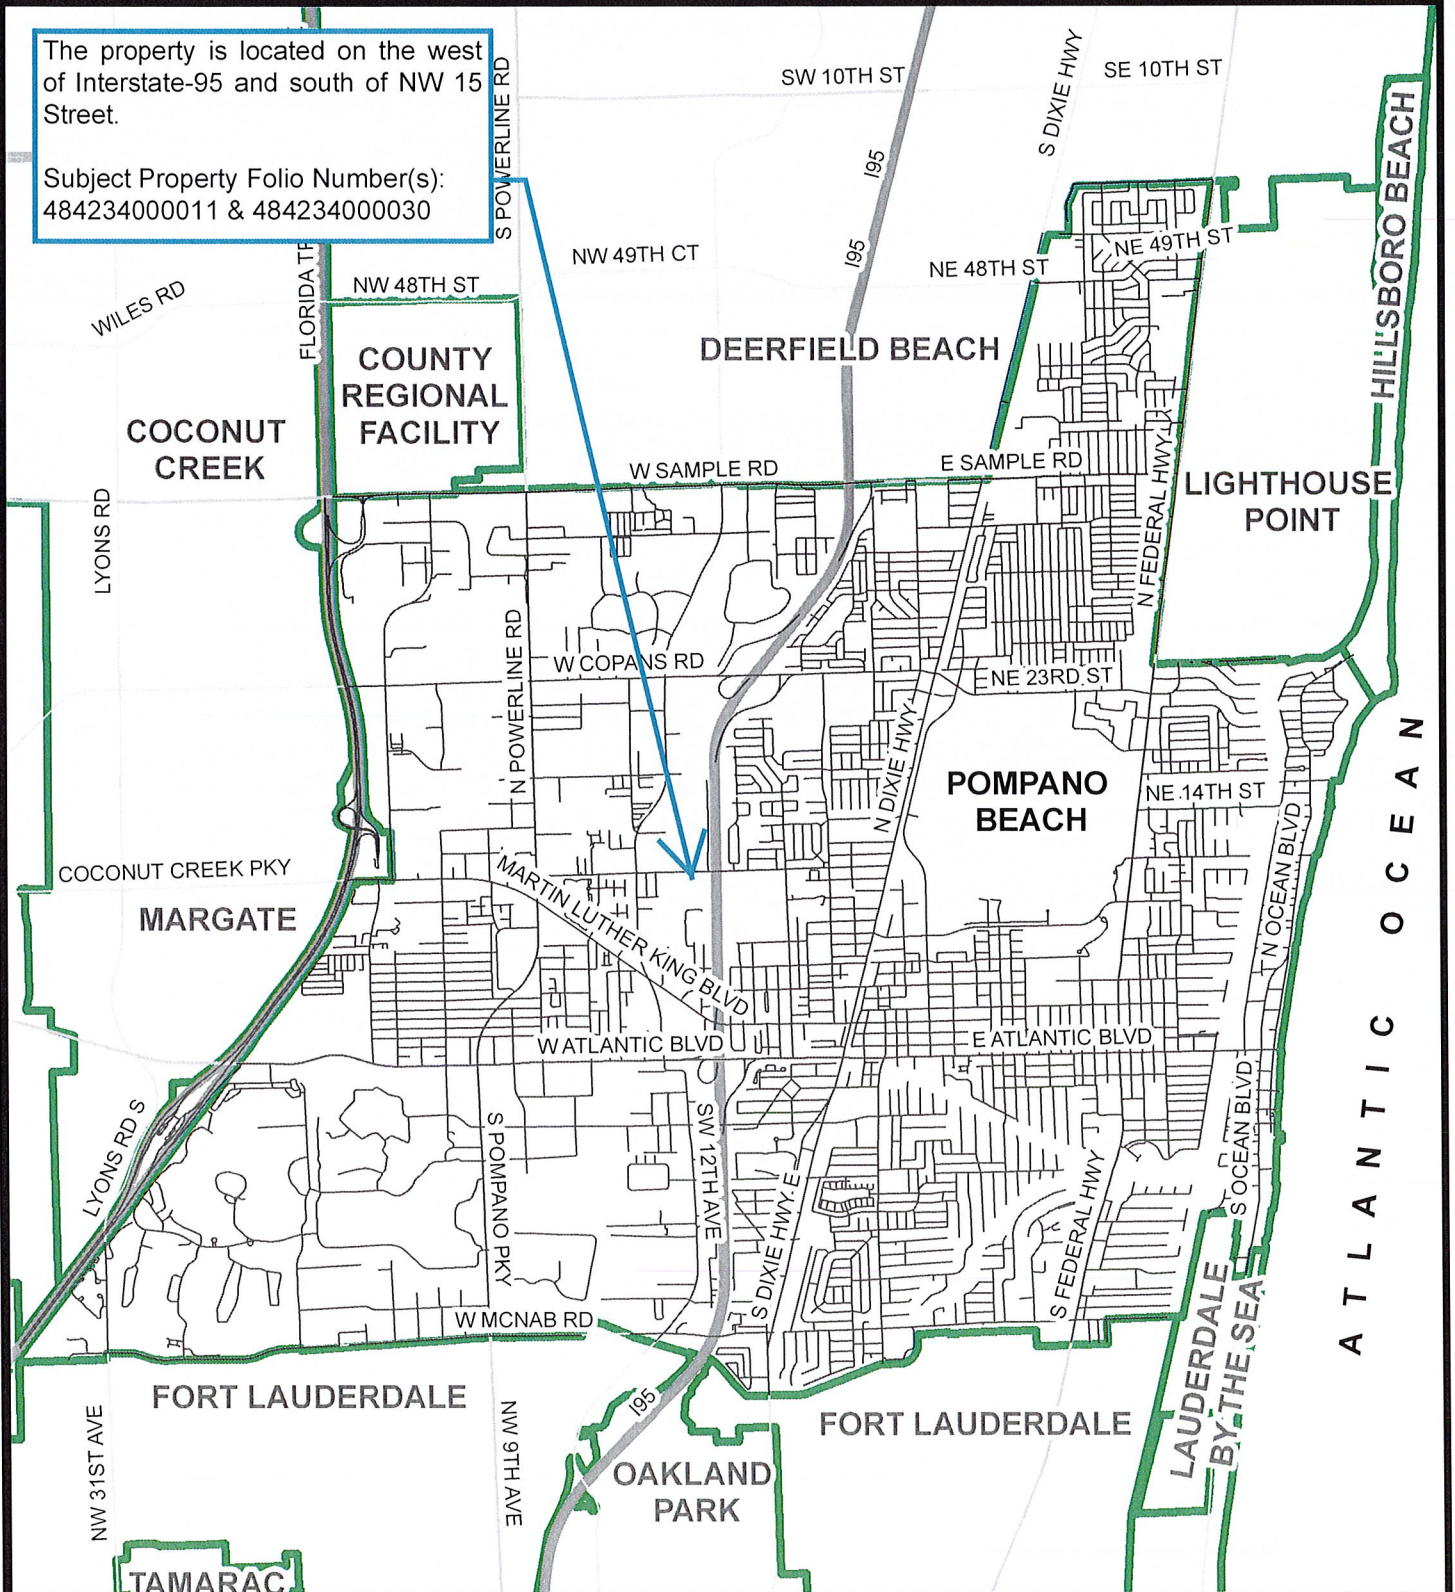 The property is located on the west
of Interstate-95 and south of NW 15
Street.
Subject Property Folio Number(s):
484234000011 & 484234000030
S POWERLINE RD
SW 10TH ST
S DIXIE HWY
SE 10TH ST
HILLSBORO BEACH
I95
I95
NW 49TH CT
NE 48TH ST
NE 49TH ST
WILES RD
NW 48TH ST
DEERFIELD BEACH
COUNTY
REGIONAL
FACILITY
COCONUT
CREEK
W SAMPLE RD
E SAMPLE RD
LYONS RD
N FEDERAL HWY
LIGHTHOUSE
POINT
N POWERLINE RD
W COPANS RD
NE 23RD ST
N DIXIE HWY
POMPANO
BEACH
NE 14TH ST
N OCEAN BLVD
ATLANTIC OCEAN
COCONUT CREEK PKY
MARGATE
MARTIN LUTHER KING BLVD
W ATLANTIC BLVD
E ATLANTIC BLVD
LYONS RD S
S POMPANO PKY
SW 12TH AVE
S DIXIE HWY E
S FEDERAL HWY
S OCEAN BLVD
W MCNAB RD
FORT LAUDERDALE
I95
FORT LAUDERDALE
LAUDERDALE
BY THE SEA
NW 31ST AVE
NW 9TH AVE
OAKLAND
PARK
TAMARAC